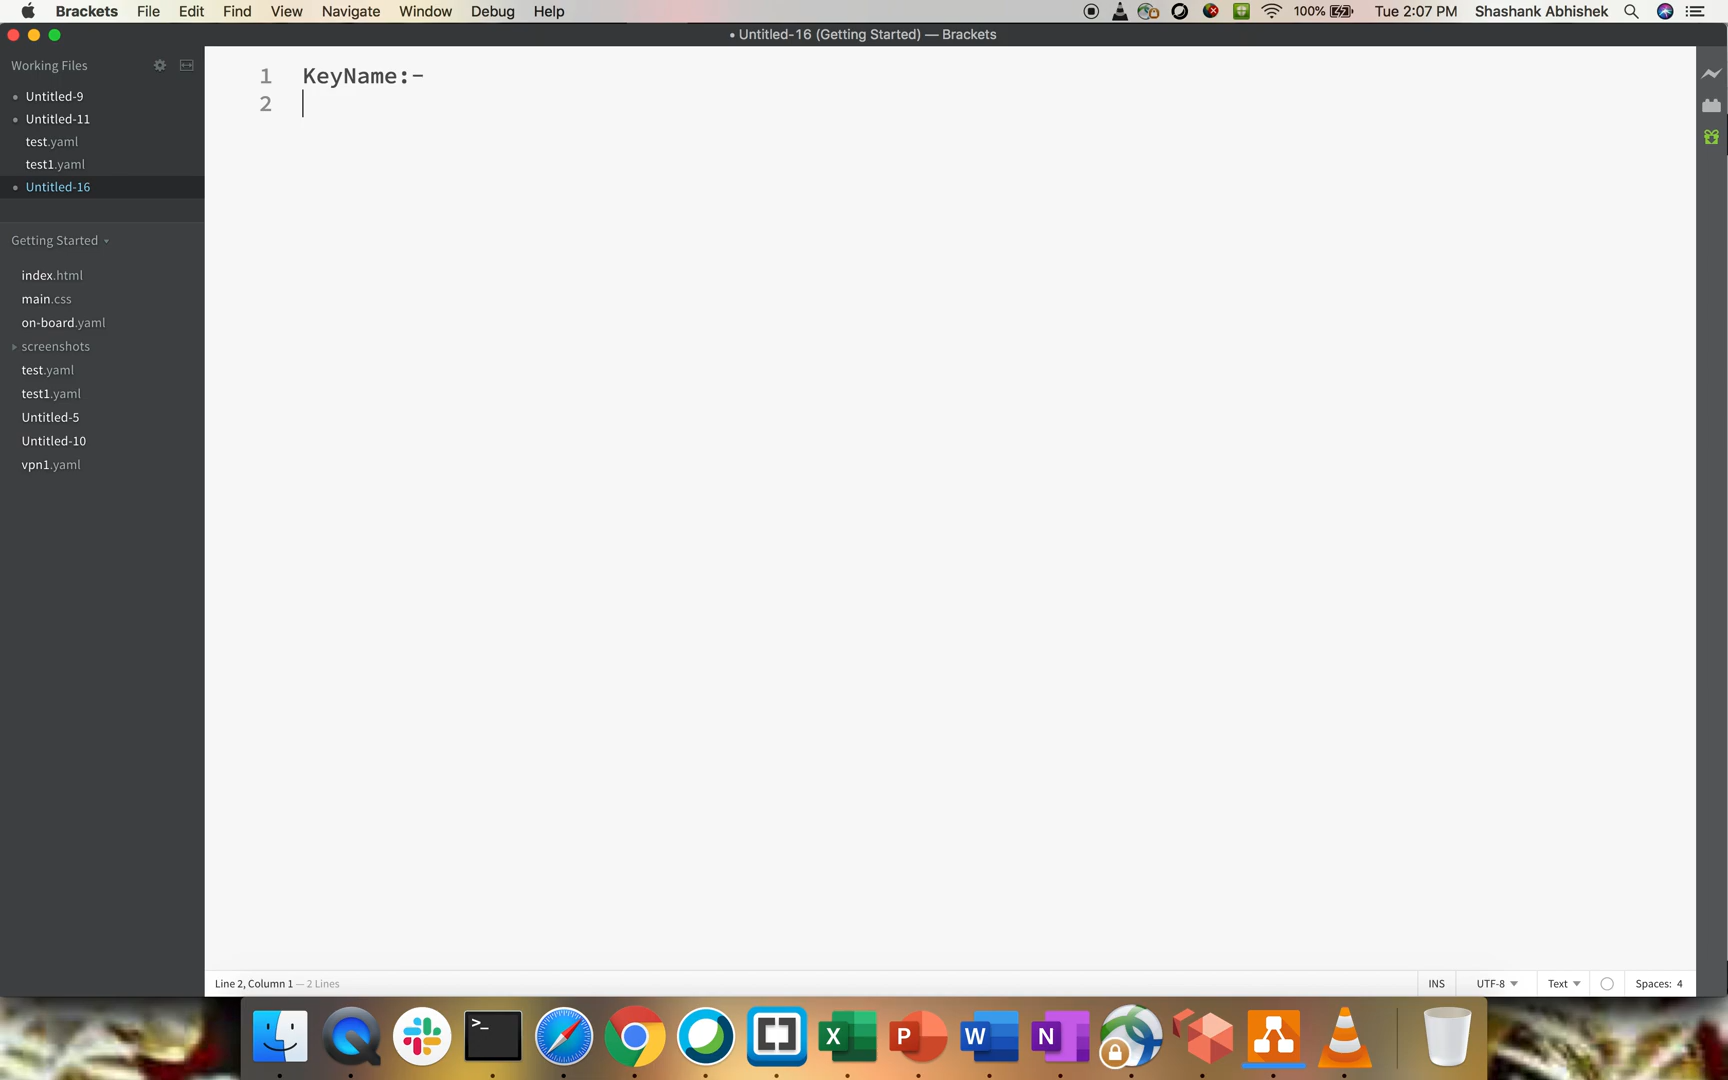 Brackets File Edit Find View Navigate Window Debug Help 100% Tue 2:07 PM Shashank Abhishek
• Untitled-16 (Getting Started) — Brackets
Working Files
Untitled-9
Untitled-11
test.yaml
test1.yaml
Untitled-16
Getting Started
index.html
main.css
on-board.yaml
screenshots
test.yaml
test1.yaml
Untitled-5
Untitled-10
vpn1.yaml
1 KeyName:-
2
Line 2, Column 1 — 2 Lines INS UTF-8 Text Spaces: 4
>_ X P W N